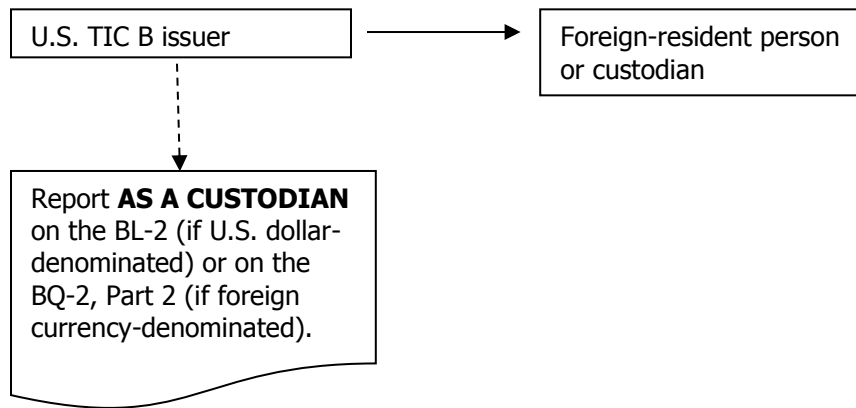 U.S. TIC B issuer
Foreign-resident person
or custodian
Report AS A CUSTODIAN
on the BL-2 (if U.S. dollar-
denominated) or on the
BQ-2, Part 2 (if foreign
currency-denominated).